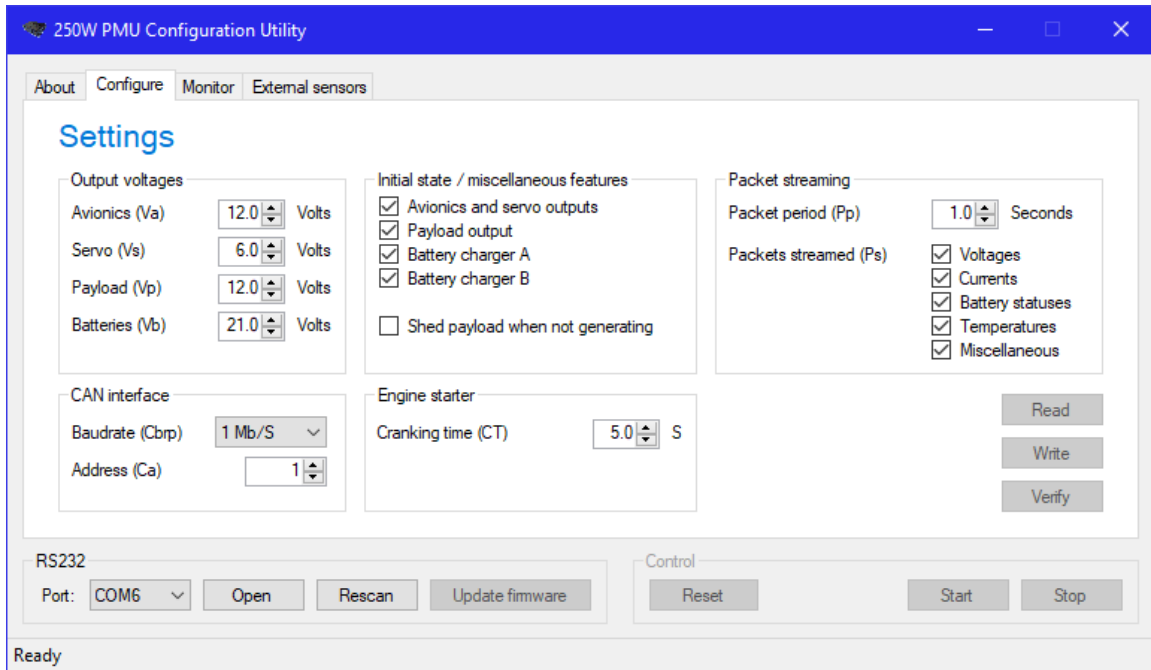 250W PMU Configuration Utility
About Configure Monitor External sensors
Settings
Output voltages
Avionics (Va) 12.0 Volts
Servo (Vs) 6.0 Volts
Payload (Vp) 12.0 Volts
Batteries (Vb) 21.0 Volts
Initial state / miscellaneous features
Avionics and servo outputs
Payload output
Battery charger A
Battery charger B
Shed payload when not generating
Packet streaming
Packet period (Pp) 1.0 Seconds
Packets streamed (Ps) Voltages
Currents
Battery statuses
Temperatures
Miscellaneous
CAN interface
Baudrate (Cbrp) 1 Mb/S
Address (Ca) 1
Engine starter
Cranking time (CT) 5.0 S
Read
Write
Verify
RS232
Port: COM6 Open Rescan Update firmware
Control
Reset Start Stop
Ready